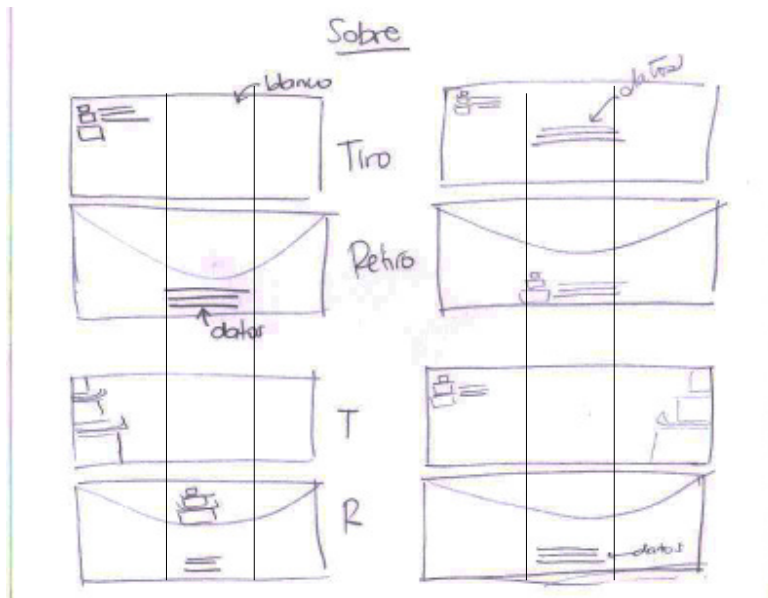 Sobre
blanco
datos
Tiro
Retiro
datos
T
R
datos